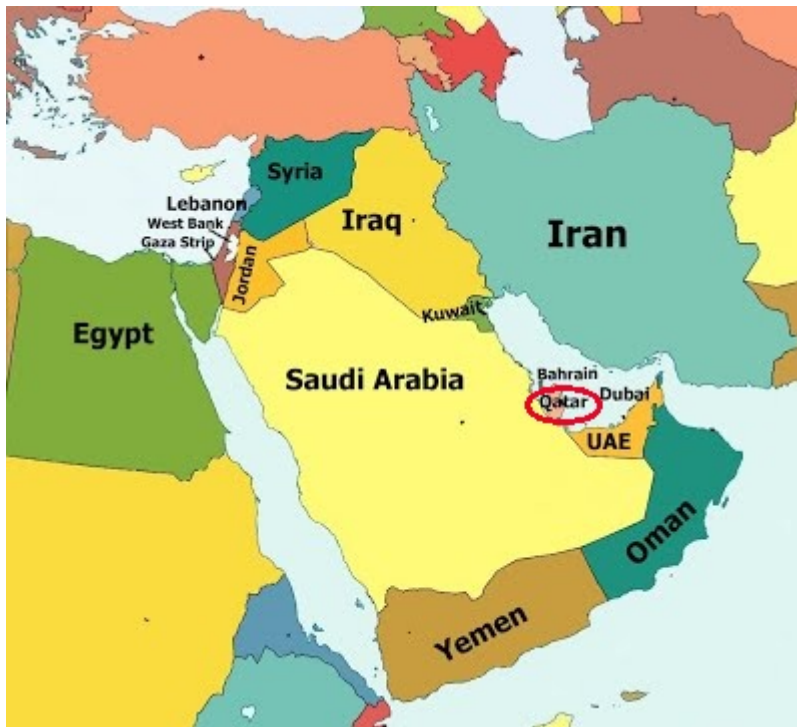 Syria
Lebanon
West Bank
Gaza Strip
Iraq
Iran
Jordan
Egypt
Kuwait
Saudi Arabia
Bahrain
Qatar
Dubai
UAE
Oman
Yemen